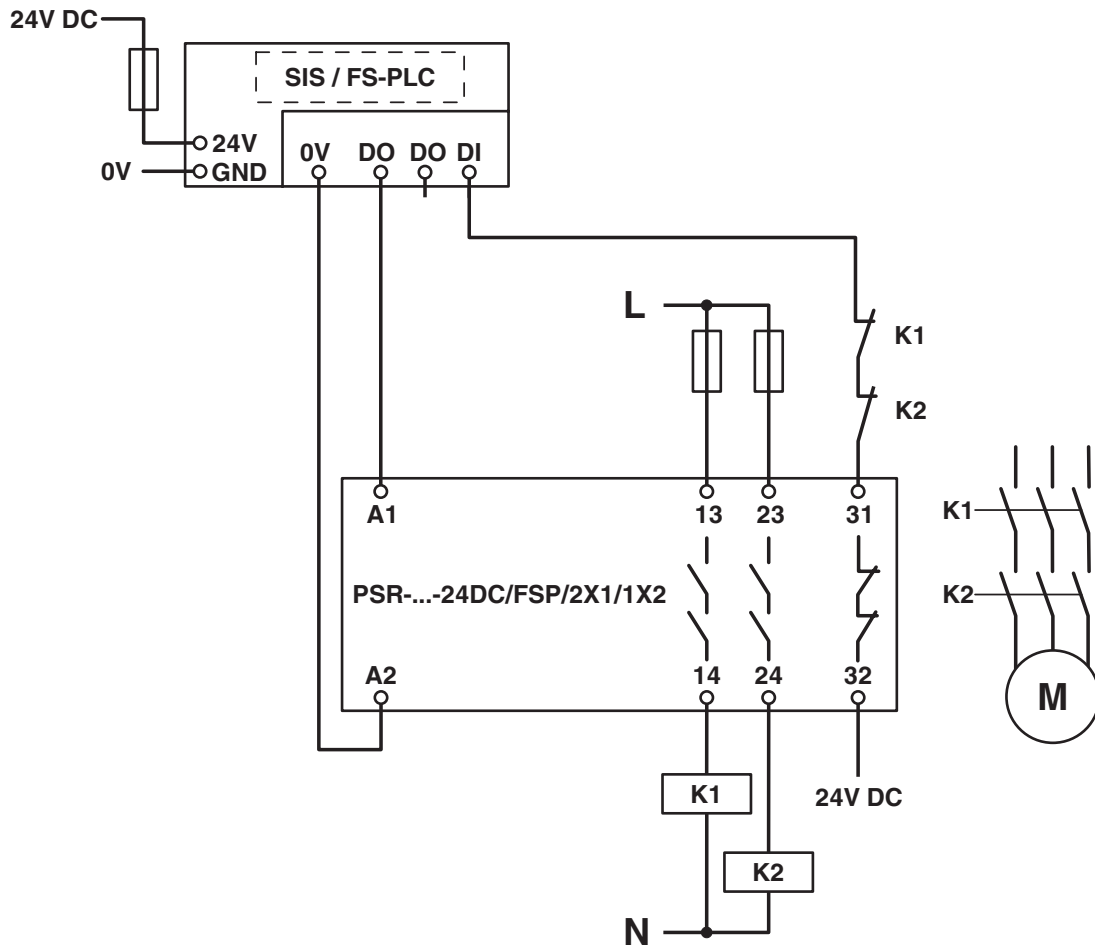 24V DC
SIS / FS-PLC
24V
0V
GND
0V DO DO DI
L
K1
K2
A1
13 23 31
K1
PSR-...-24DC/FSP/2X1/1X2
K2
A2
14 24 32
M
K1
24V DC
K2
N